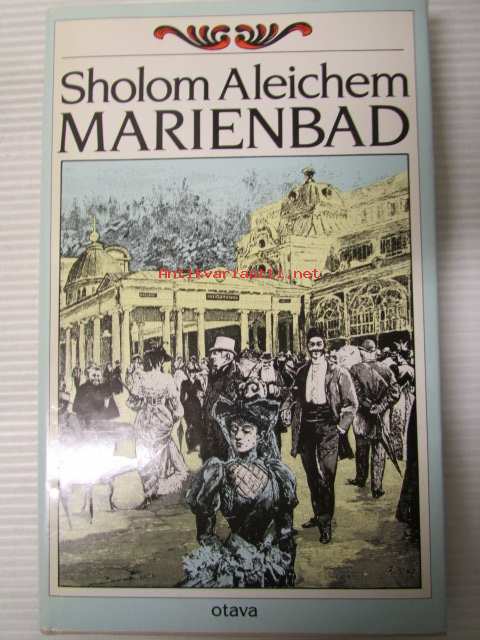 Sholom Aleichem
MARIENBAD
Antikvariaatti.net
otava